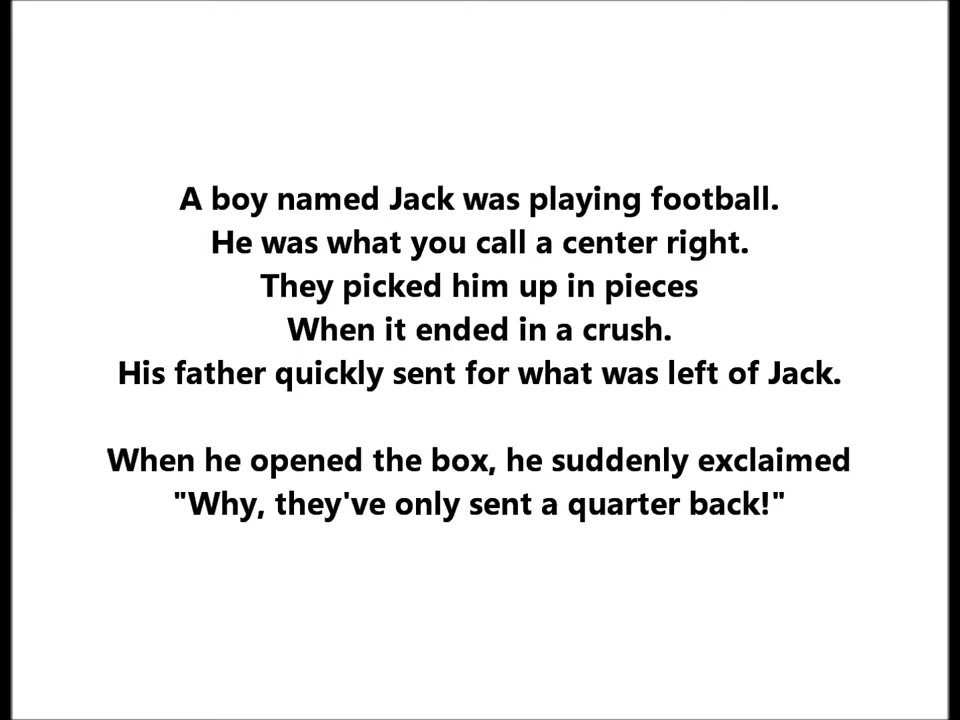 A boy named Jack was playing football.
He was what you call a center right.
They picked him up in pieces
When it ended in a crush.
His father quickly sent for what was left of Jack.
When he opened the box, he suddenly exclaimed
"Why, they've only sent a quarter back!"